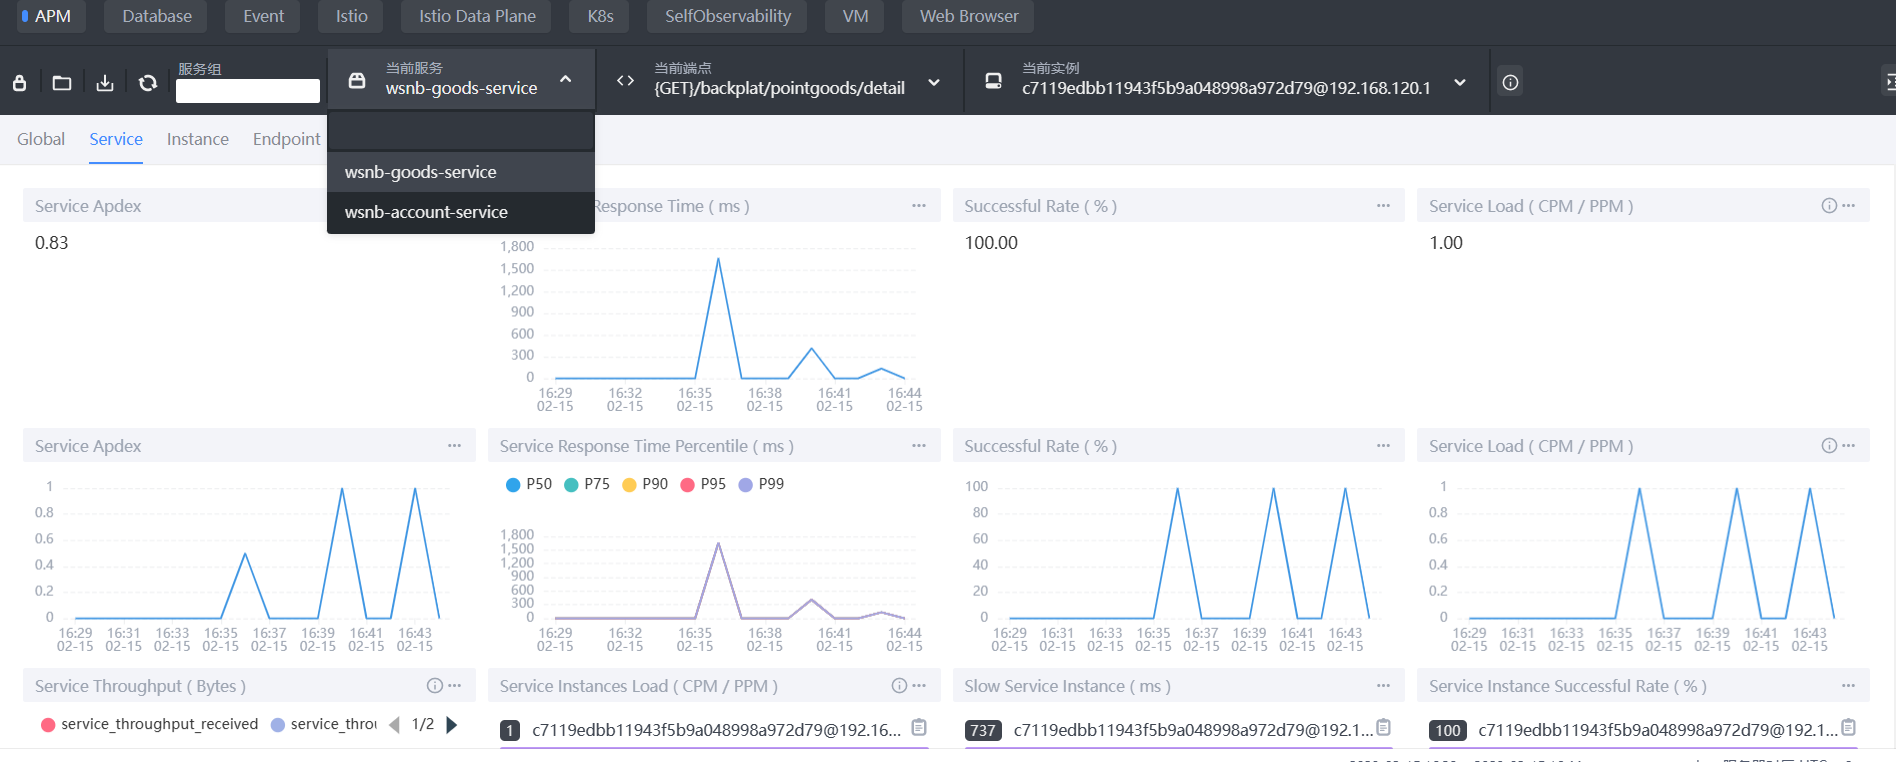 APM
Database
Event
Istio
Istio Data Plane
K8s
SelfObservability
VM
Web Browser
服务组
当前服务
wsnb-goods-service
当前端点
{GET}/backplat/pointgoods/detail
当前实例
c7119edbb11943f5b9a048998a972d79@192.168.120.1
Global
Service
Instance
Endpoint
wsnb-goods-service
wsnb-account-service
Service Apdex
0.83
Response Time ( ms )
1,800
1,500
1,200
900
600
300
0
16:29 16:32 16:35 16:38 16:41 16:44
02-15 02-15 02-15 02-15 02-15 02-15
Successful Rate ( % )
100.00
Service Load ( CPM / PPM )
1.00
Service Apdex
1
0.8
0.6
0.4
0.2
0
16:29 16:31 16:33 16:35 16:37 16:39 16:41 16:43
02-15 02-15 02-15 02-15 02-15 02-15 02-15 02-15
Service Response Time Percentile ( ms )
P50 P75 P90 P95 P99
1,800
1,500
1,200
900
600
300
0
16:29 16:32 16:35 16:38 16:41 16:44
02-15 02-15 02-15 02-15 02-15 02-15
Successful Rate ( % )
100
80
60
40
20
0
16:29 16:31 16:33 16:35 16:37 16:39 16:41 16:43
02-15 02-15 02-15 02-15 02-15 02-15 02-15 02-15
Service Load ( CPM / PPM )
1
0.8
0.6
0.4
0.2
0
16:29 16:31 16:33 16:35 16:37 16:39 16:41 16:43
02-15 02-15 02-15 02-15 02-15 02-15 02-15 02-15
Service Throughput ( Bytes )
service_throughput_received service_throu 1/2
Service Instances Load ( CPM / PPM )
1 c7119edbb11943f5b9a048998a972d79@192.16...
Slow Service Instance ( ms )
737 c7119edbb11943f5b9a048998a972d79@192.1...
Service Instance Successful Rate ( % )
100 c7119edbb11943f5b9a048998a972d79@192.1...